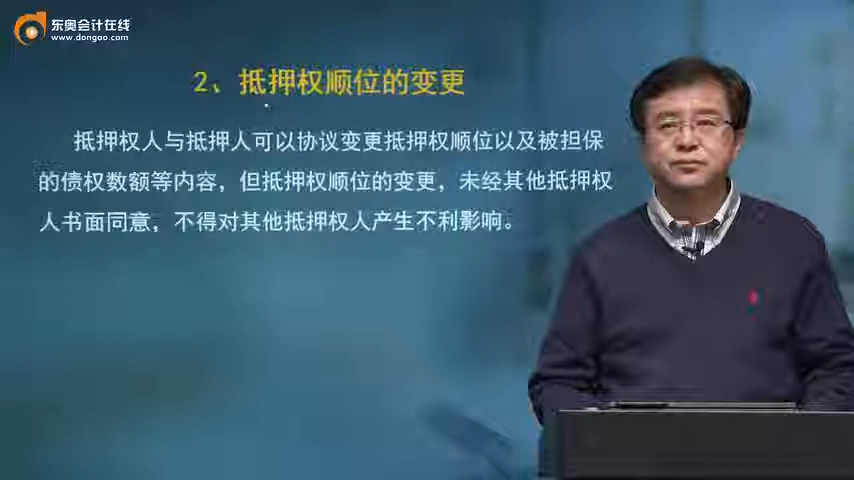 东奥会计在线
www.dongao.com
2、抵押权顺位的变更
抵押权人与抵押人可以协议变更抵押权顺位以及被担保
的债权数额等内容，但抵押权顺位的变更，未经其他抵押权
人书面同意，不得对其他抵押权人产生不利影响。